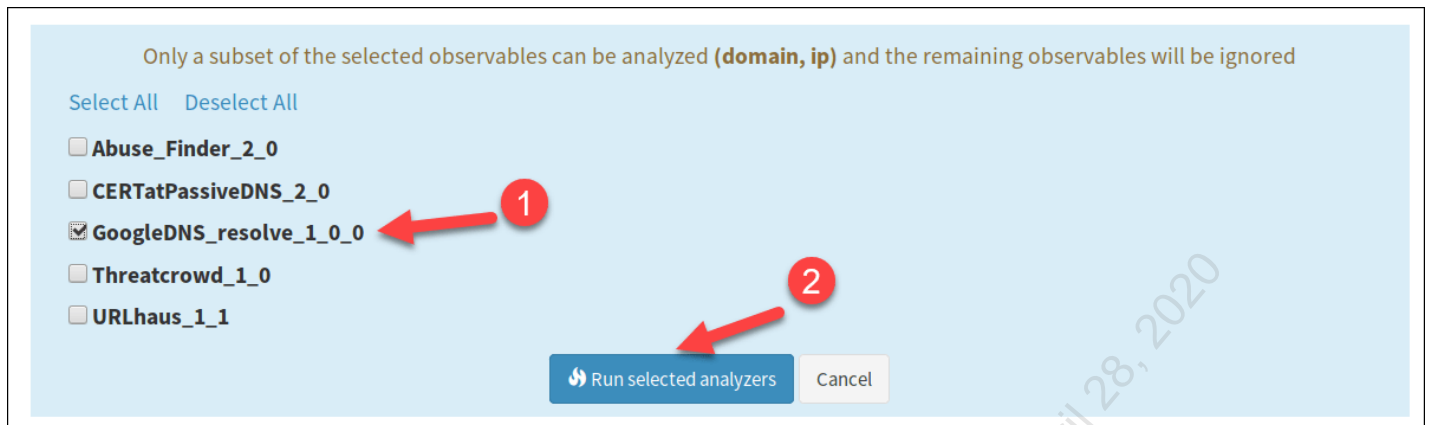 Only a subset of the selected observables can be analyzed (domain, ip) and the remaining observables will be ignored
Select All Deselect All
Abuse_Finder_2_0
CERTatPassiveDNS_2_0
1
GoogleDNS_resolve_1_0_0
Threatcrowd_1_0
2
URLhaus_1_1
Run selected analyzers Cancel
28, 2020